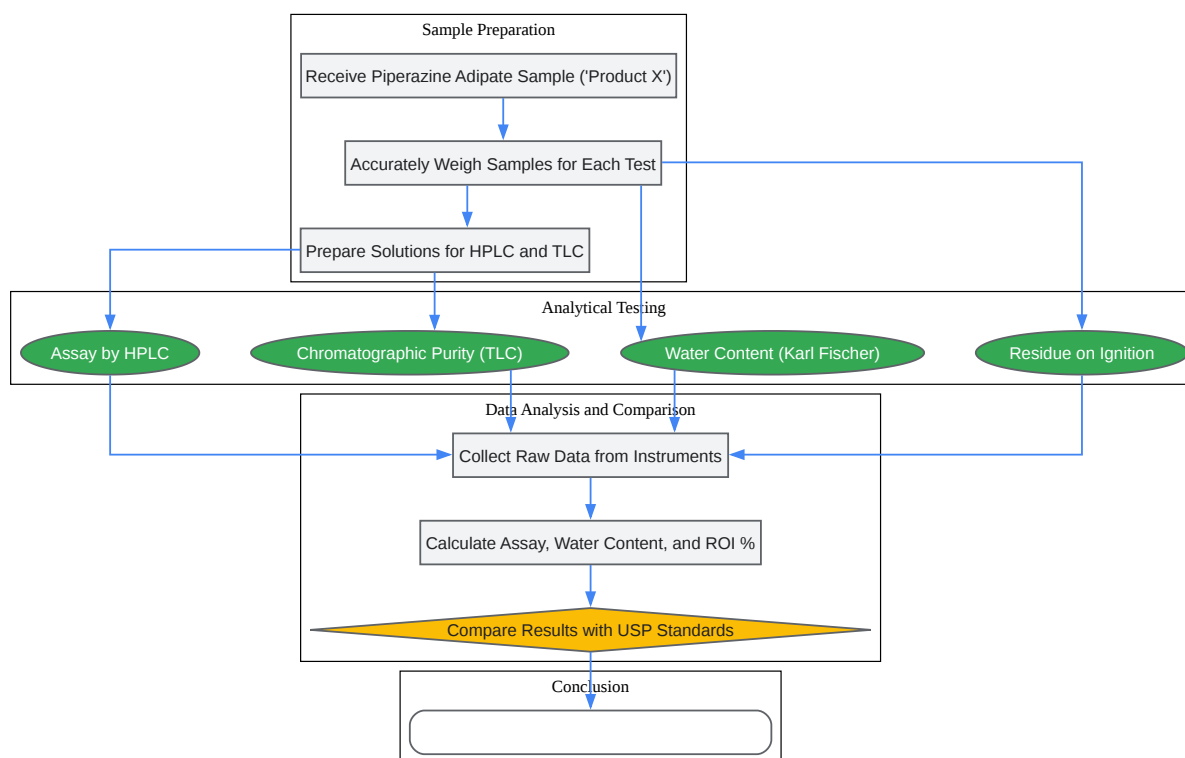 Sample Preparation
Receive Piperazine Adipate Sample ('Product X')
Accurately Weigh Samples for Each Test
Prepare Solutions for HPLC and TLC
Analytical Testing
Assay by HPLC
Chromatographic Purity (TLC)
Water Content (Karl Fischer)
Residue on Ignition
Data Analysis and Comparison
Collect Raw Data from Instruments
Calculate Assay, Water Content, and ROI %
Compare Results with USP Standards
Conclusion